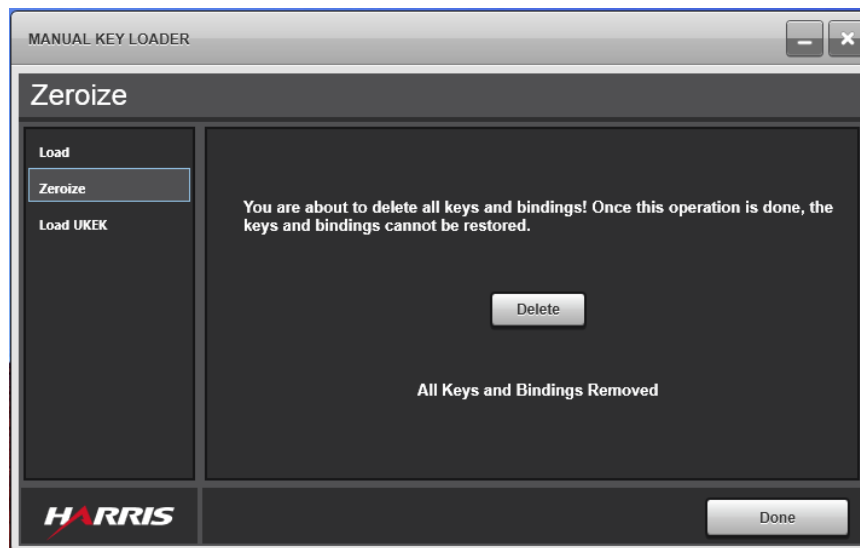 MANUAL KEY LOADER
Zeroize
Load
Zeroize
Load UKEK
You are about to delete all keys and bindings! Once this operation is done, the
keys and bindings cannot be restored.
Delete
All Keys and Bindings Removed
HARRIS
Done